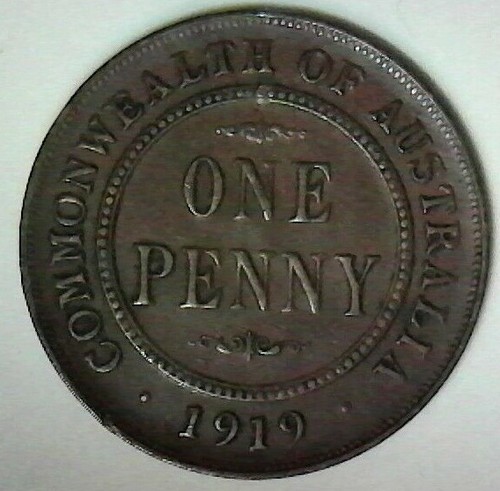 COMMONWEALTH OF AUSTRALIA
ONE
PENNY
· 1919 ·